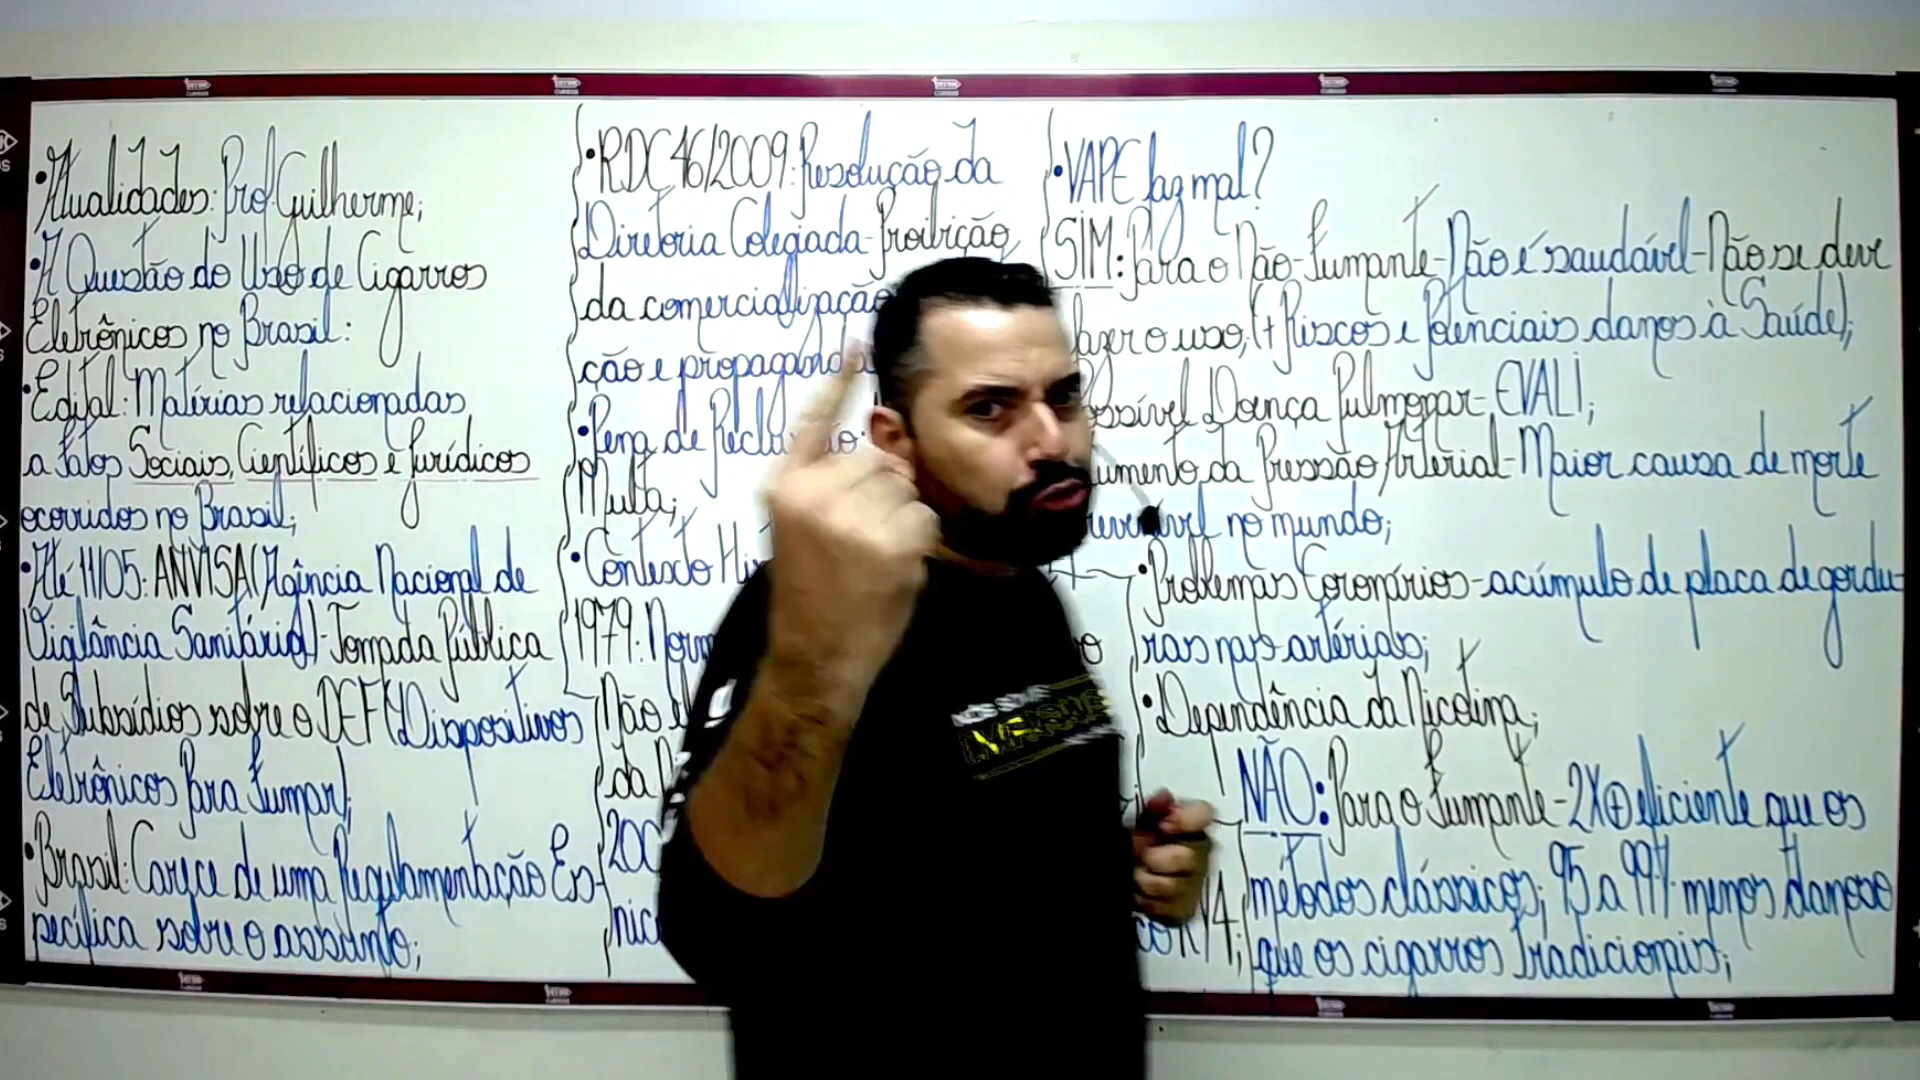 •Atualidades: Prof. Guilherme;
•A Questão do Uso de Cigarros
Eletrônicos no Brasil:
•Edital: Matérias relacionadas
a fatos Sociais, Científicos e Jurídicos
ocorridos no Brasil;
•Até 11/05: ANVISA (Agência Nacional de
Vigilância Sanitária)-Tomada Pública
de Subsídios sobre o DEF (Dispositivos
Eletrônicos Para Fumar);
•Brasil: Carece de uma Regulamentação Es-
pecífica sobre o assunto;
•RDC 46/2009: Resolução da
Diretoria Colegiada-Proibição
da comercialização
ção e propaganda
•Pena de Reclusão:
Multa;
•Contexto
1979:
Não
da
200
•VAPE faz mal?
SIM: Para o Não-Fumante-Não é saudável-Não se deve
fazer o uso, (+ Riscos e Potenciais danos à Saúde);
Doença Pulmonar-EVALI;
da Pressão Arterial-Maior causa de morte
no mundo;
•Problemas Coronários-acúmulo de placa de gordu-
ras nas artérias;
•Dependência da Nicotina;
NÃO: Para o Fumante-2X⊕eficiente que os
métodos clássicos; 95 a 99% menos danoso
que os cigarros tradicionais;